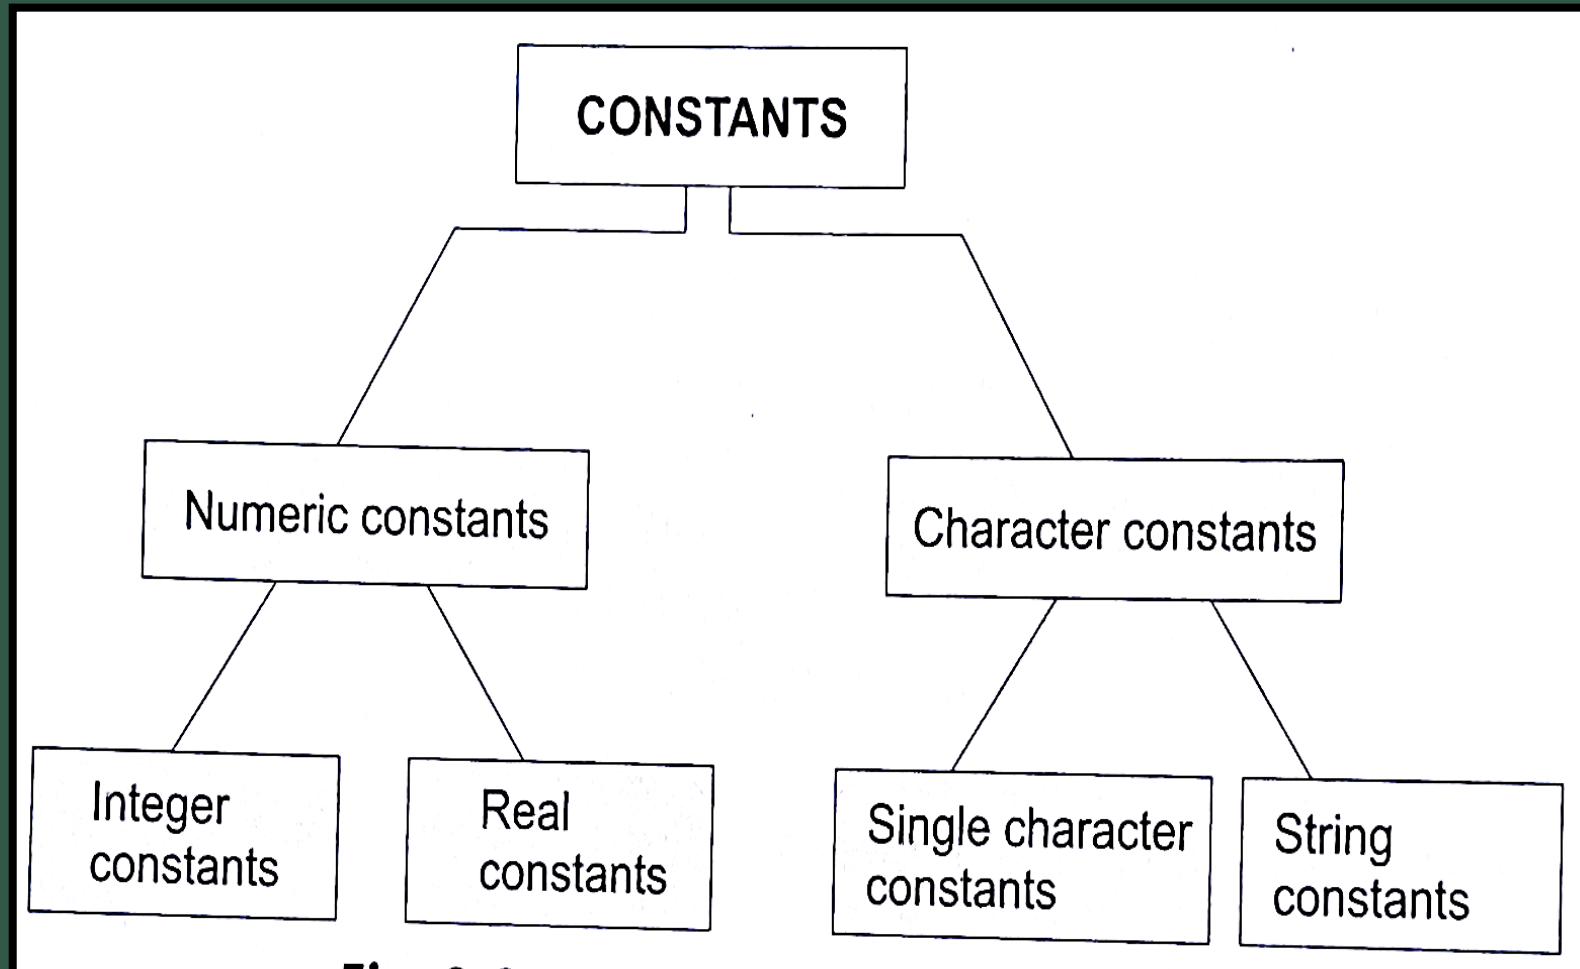 CONSTANTS
Numeric constants
Character constants
Integer
constants
Real
constants
Single character
constants
String
constants